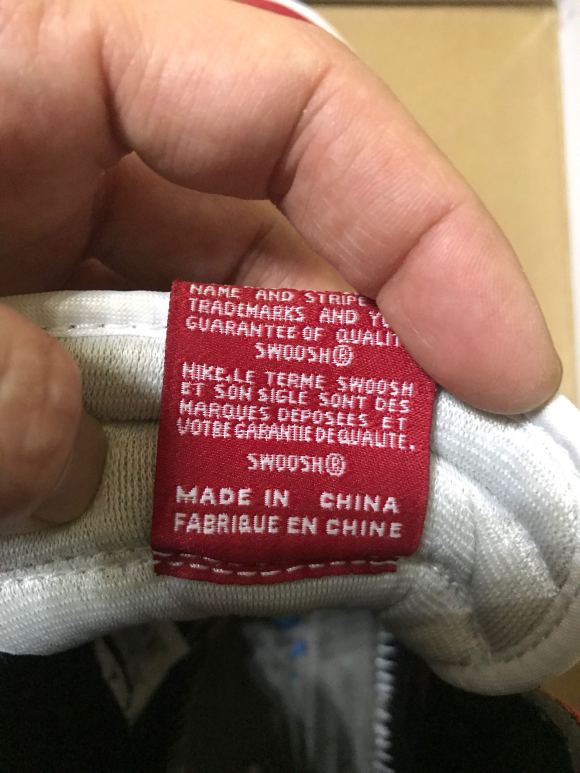 NAME AND STRIPE
TRADEMARKS AND
GUARANTEE OF
SWOOSH®
NIKE,LE TERME SWOOSH
ET SON SIGLE SONT DES
MARQUES DEPOSEES ET
VOTRE GARANTIE DE QUALITE.
SWOOSH®
MADE IN CHINA
FABRIQUE EN CHINE